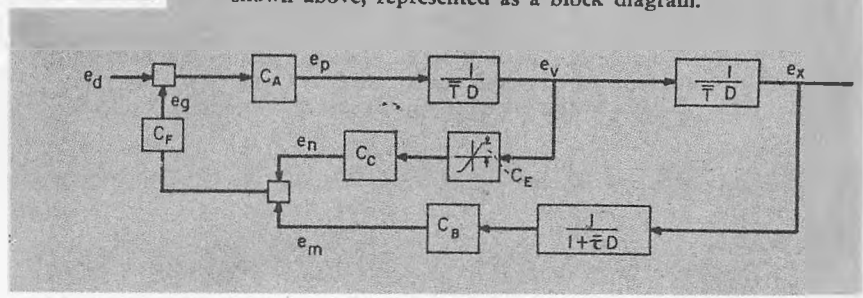 shown above, represented as a block diagram.
e_d
C_A
e_p
1 / T̅ D
e_v
1 / T̅ D
e_x
e_g
C_F
e_n
C_C
C_E
e_m
C_B
1 / 1+τ̅D